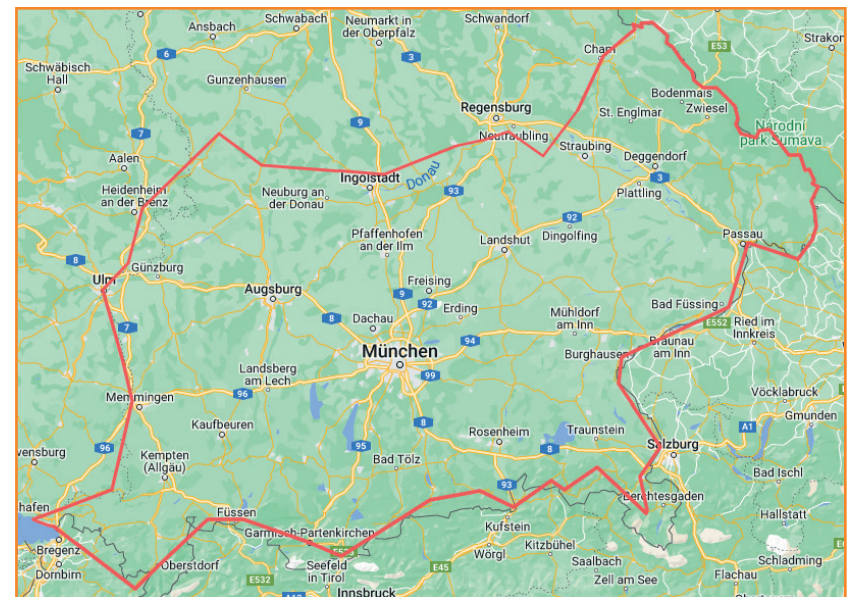 Ansbach
Schwabach
Neumarkt in
der Oberpfalz
Schwandorf
Cham
E53
Strakon
6
3
Schwäbisch
Hall
Gunzenhausen
Bodenmais
Zwiesel
Regensburg
St. Englmar
9
7
Neutraubling
Národní
park Šumava
Straubing
Aalen
Deggendorf
Ingolstadt
Donau
3
Heidenheim
an der Brenz
Neuburg an
der Donau
93
Plattling
92
Pfaffenhofen
an der Ilm
Landshut
Dingolfing
Passau
8
Günzburg
Ulm
Augsburg
Freising
9
92
Erding
Bad Füssing
7
8
Dachau
Mühldorf
am Inn
E552
Ried im
Innkreis
94
Braunau
am Inn
München
Burghausen
99
Landsberg
am Lech
96
Memmingen
Vöcklabruck
Gmunden
Kaufbeuren
8
Rosenheim
Traunstein
A1
96
95
8
Salzburg
vensburg
Kempten
(Allgäu)
Bad Tölz
Bad Ischl
93
Berchtesgaden
hafen
Füssen
Hallstatt
Garmisch-Partenkirchen
Kufstein
Bregenz
E533
Wörgl
Kitzbühel
Saalbach
Schladming
Dornbirn
Oberstdorf
E532
Seefeld
in Tirol
E45
Zell am See
Flachau
Innsbruck